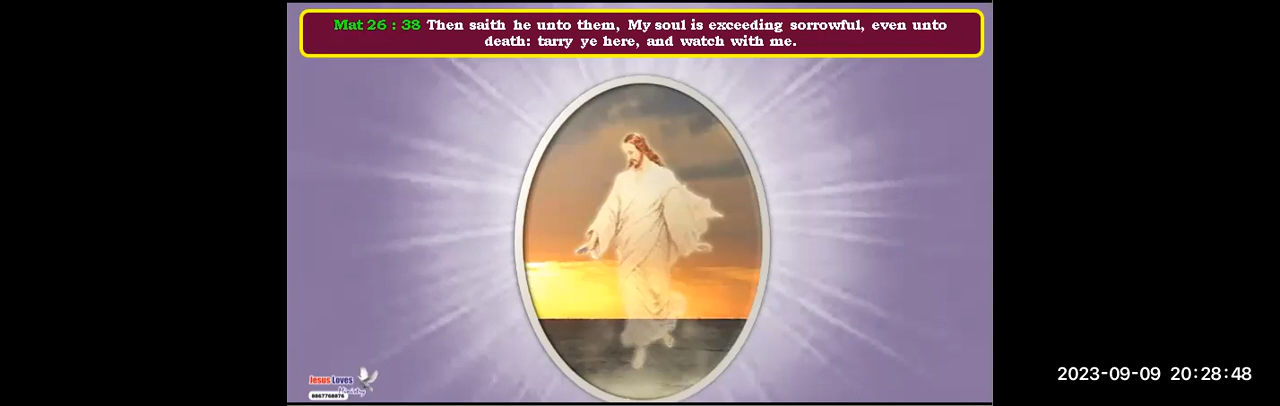 Mat 26 : 38 Then saith he unto them, My soul is exceeding sorrowful, even unto
death: tarry ye here, and watch with me.
Jesus Loves
Ministry
2023-09-09 20:28:48